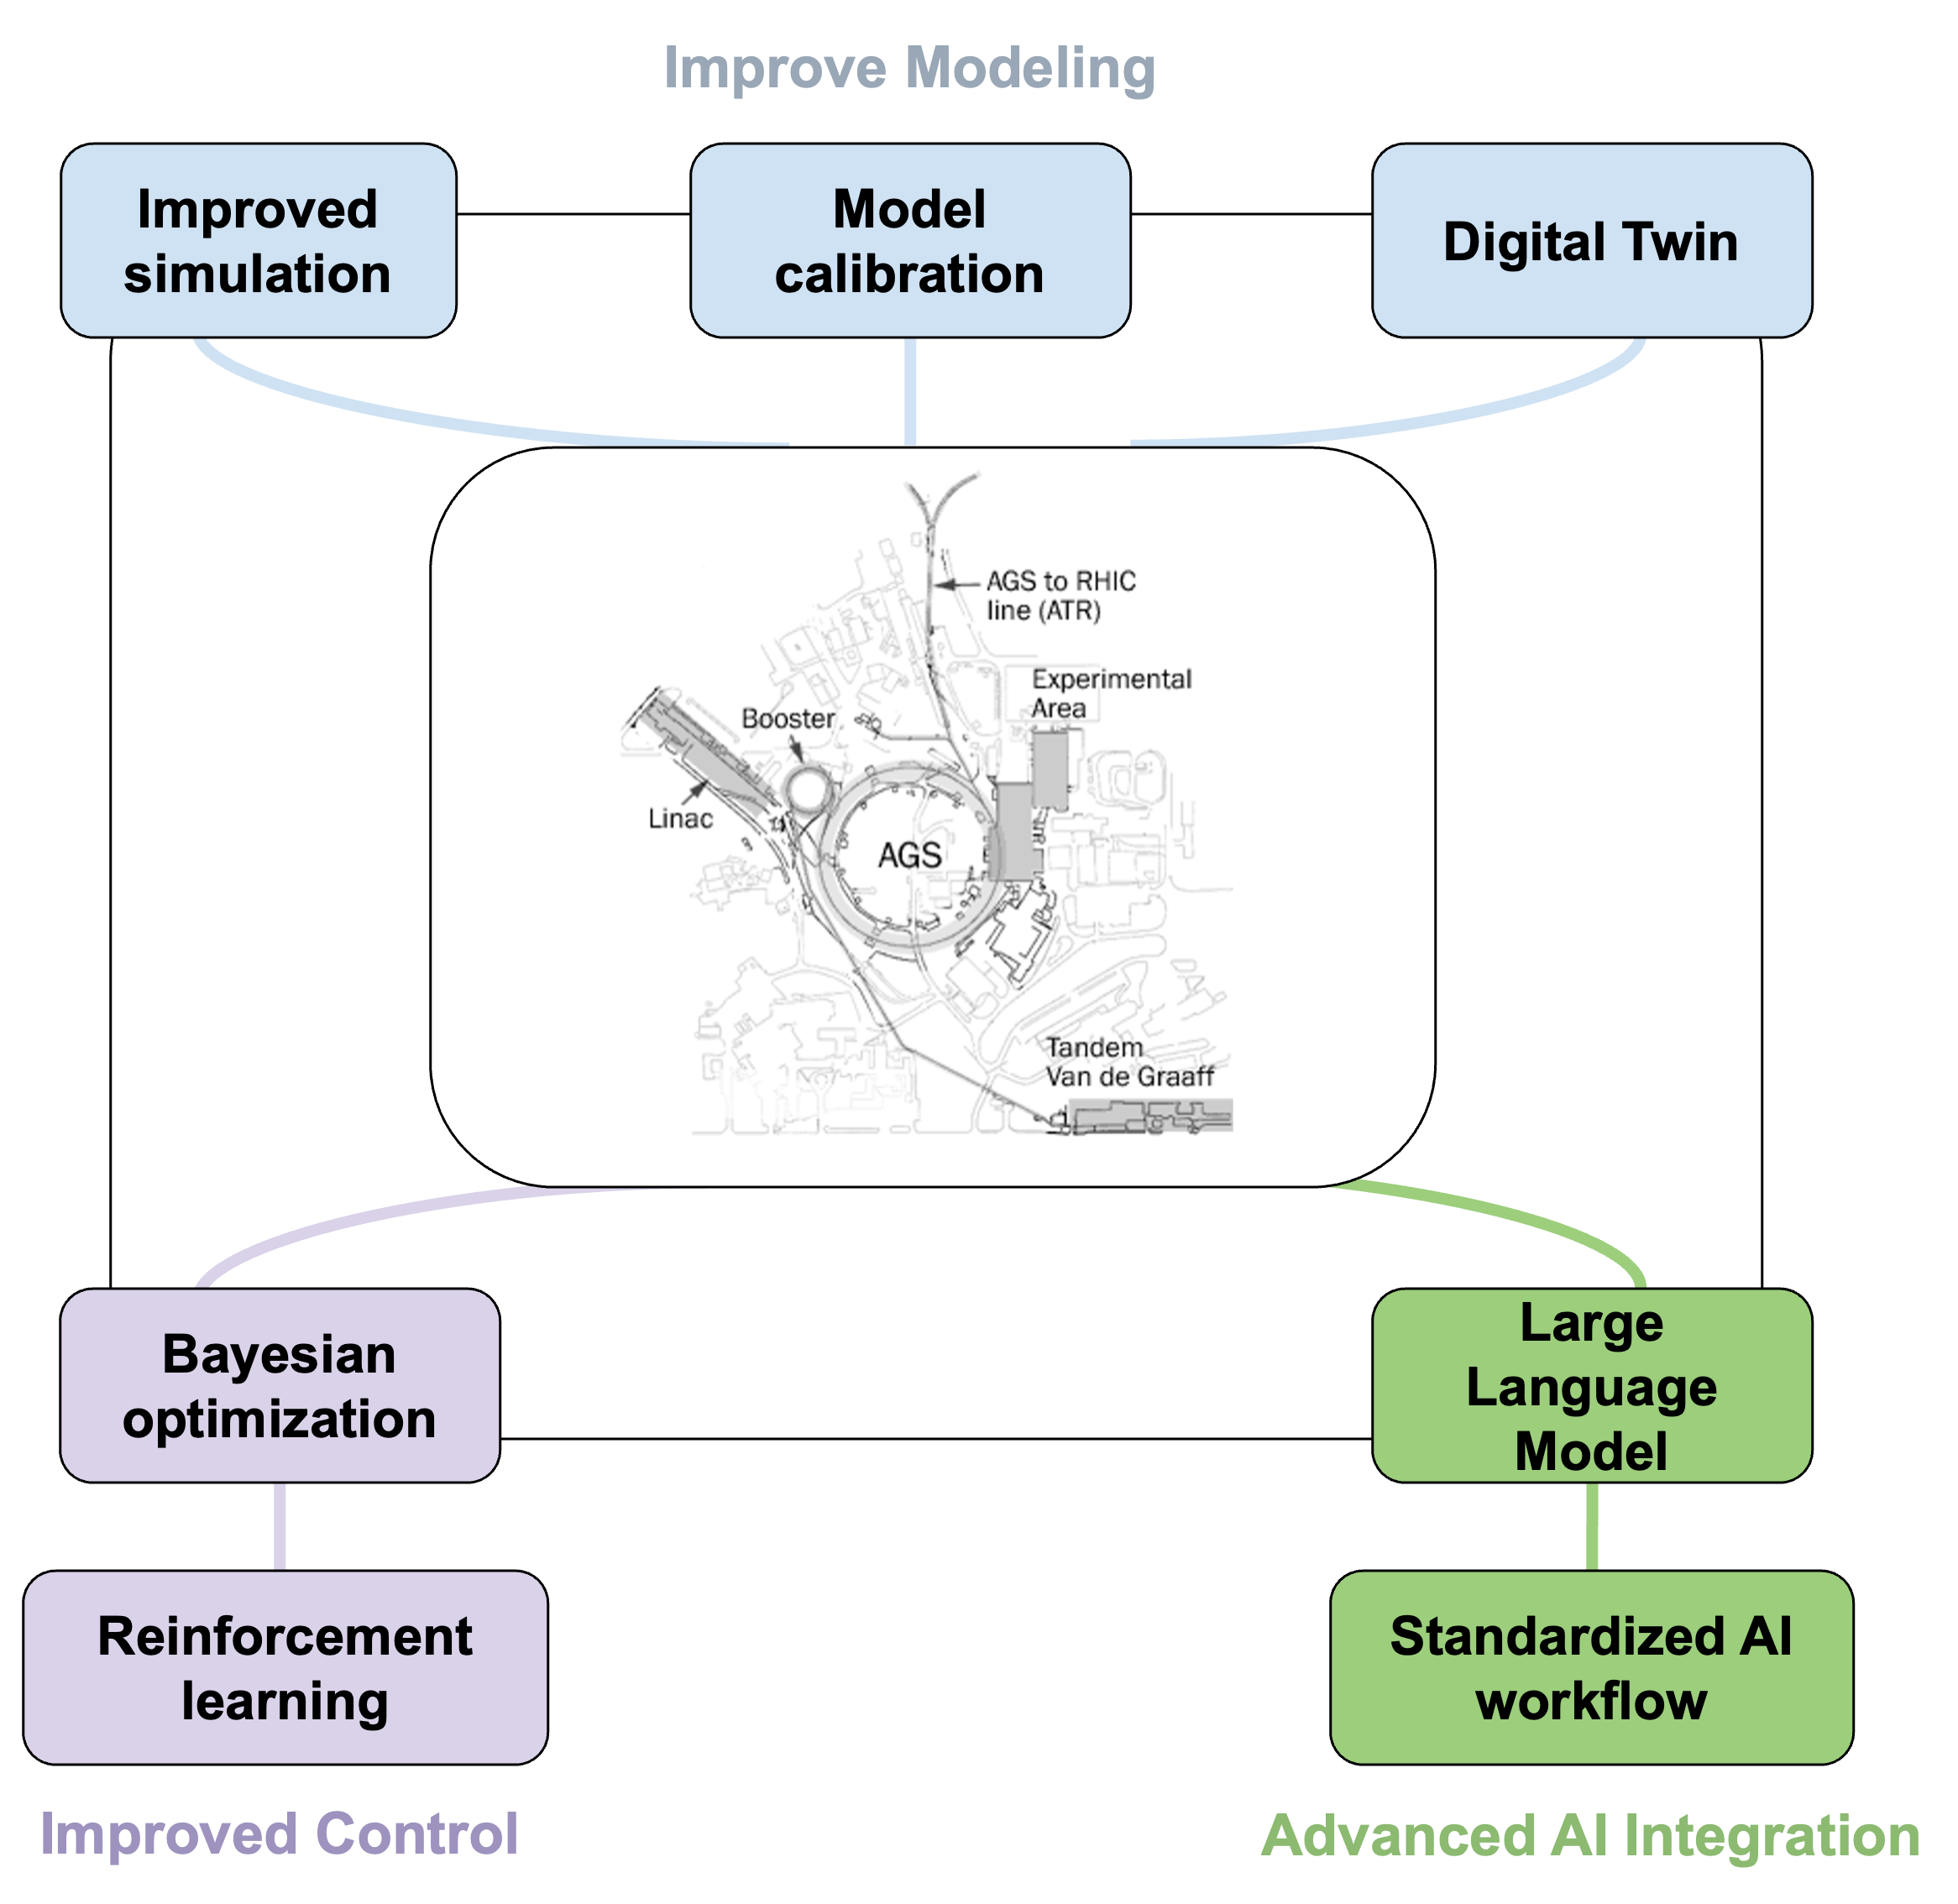 Improve Modeling
Improved
simulation
Model
calibration
Digital Twin
AGS to RHIC
line (ATR)
Experimental
Area
Booster
Linac
AGS
Tandem
Van de Graaff
Bayesian
optimization
Large
Language
Model
Reinforcement
learning
Standardized AI
workflow
Improved Control
Advanced AI Integration